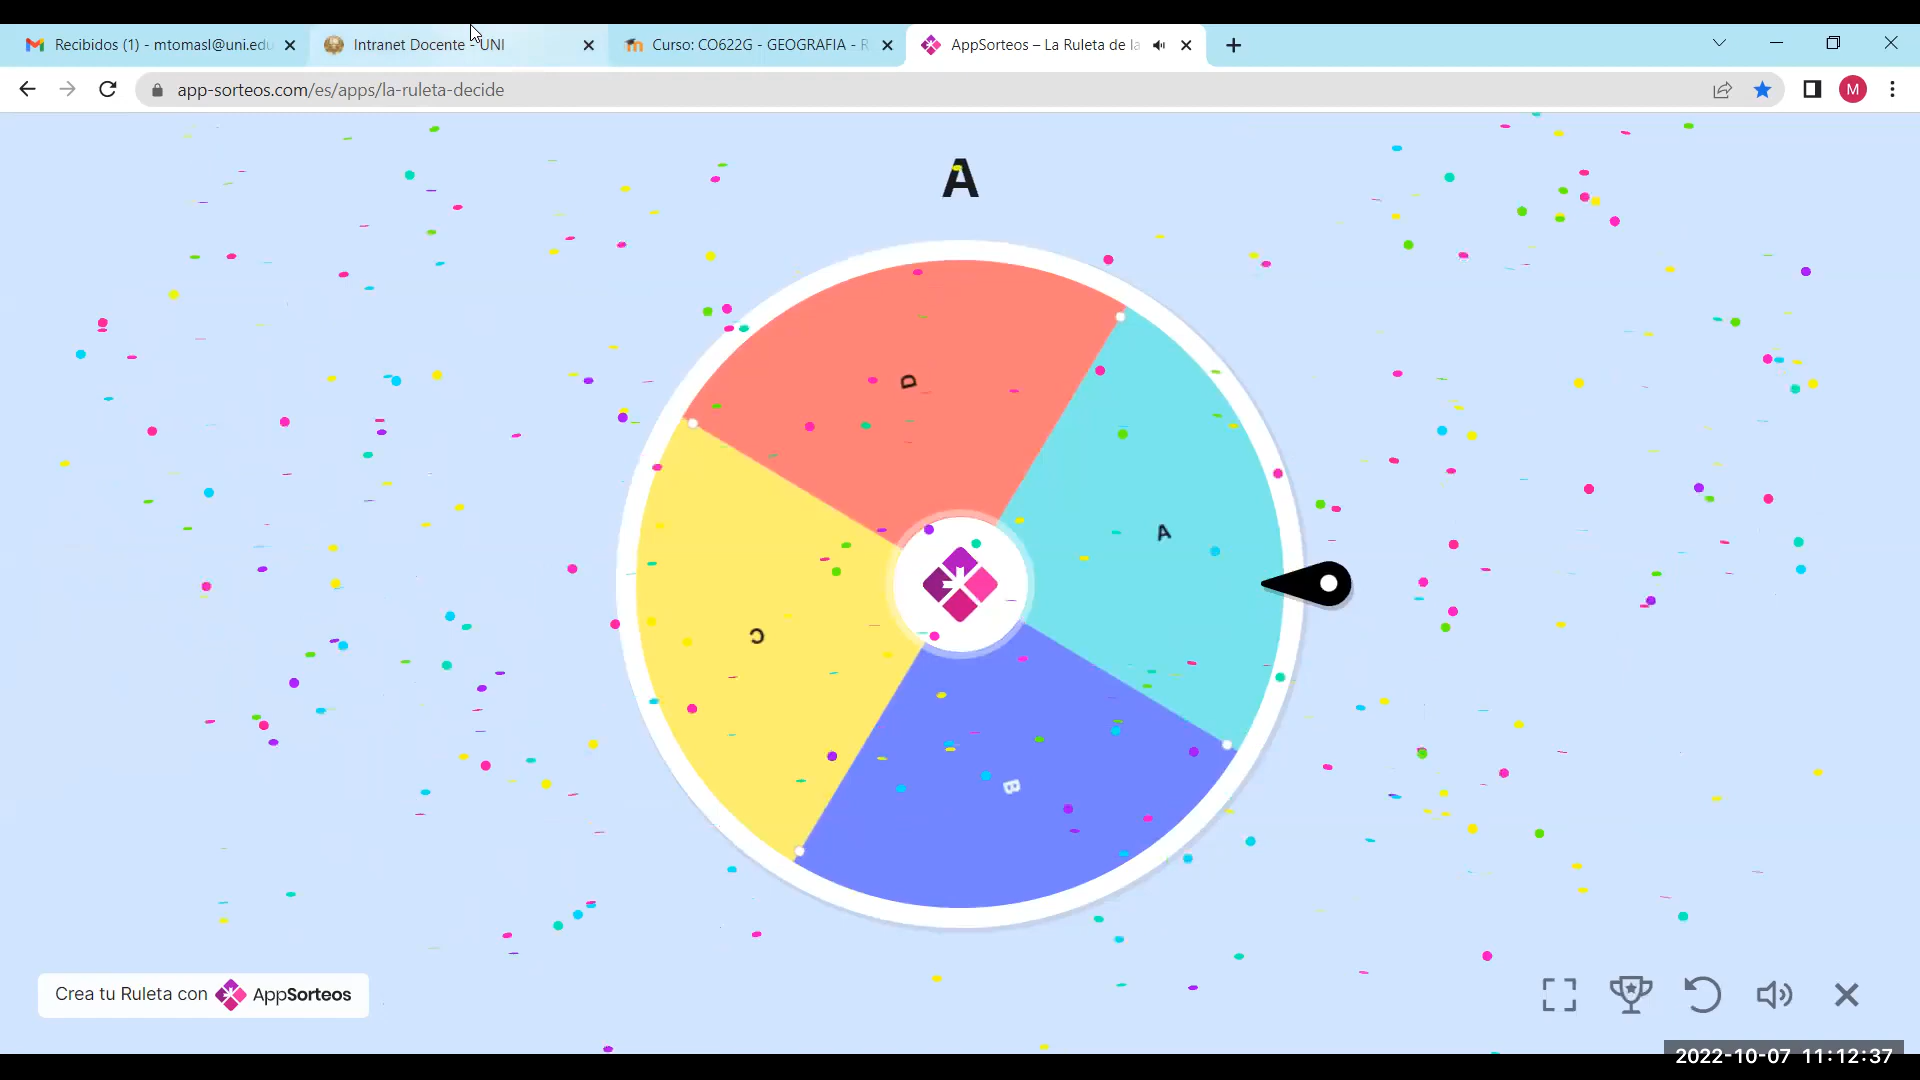 Recibidos (1) - mtomasl@uni.edu
Intranet Docente - UNI
Curso: CO622G - GEOGRAFIA - R
AppSorteos – La Ruleta de la
app-sorteos.com/es/apps/la-ruleta-decide
M
A
D
A
C
B
Crea tu Ruleta con AppSorteos
2022-10-07 11:12:37